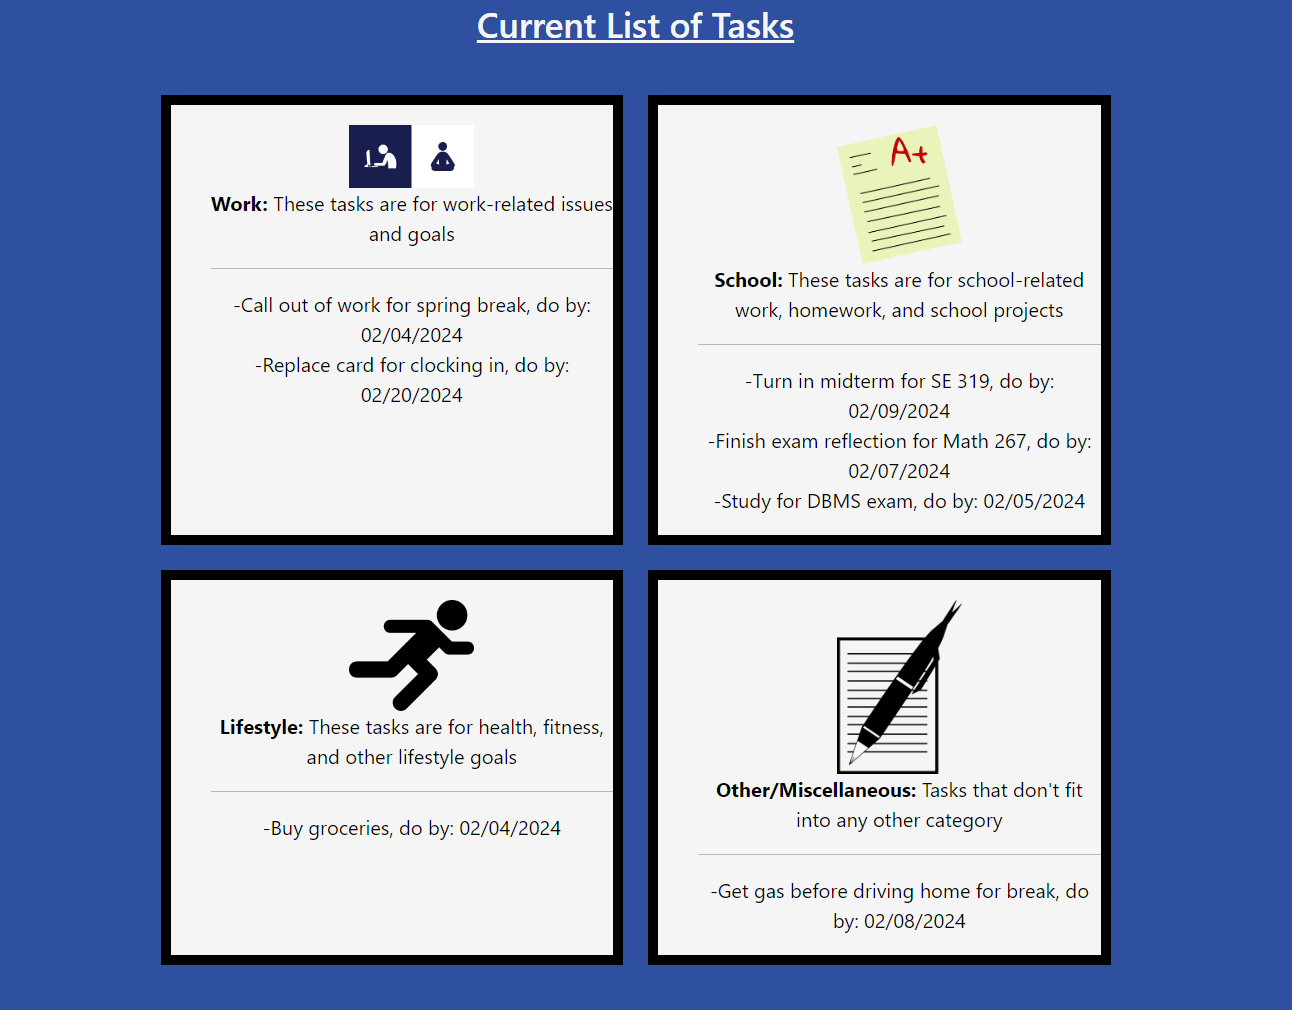 Current List of Tasks
Work: These tasks are for work-related issues
and goals
-Call out of work for spring break, do by:
02/04/2024
-Replace card for clocking in, do by:
02/20/2024
A+
School: These tasks are for school-related
work, homework, and school projects
-Turn in midterm for SE 319, do by:
02/09/2024
-Finish exam reflection for Math 267, do by:
02/07/2024
-Study for DBMS exam, do by: 02/05/2024
Lifestyle: These tasks are for health, fitness,
and other lifestyle goals
-Buy groceries, do by: 02/04/2024
Other/Miscellaneous: Tasks that don't fit
into any other category
-Get gas before driving home for break, do
by: 02/08/2024